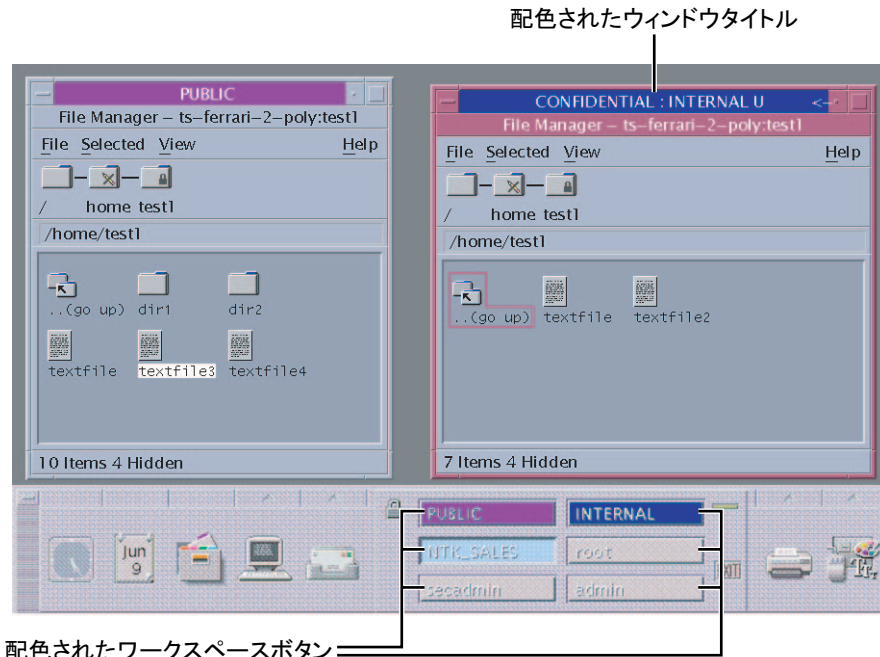 配色されたウィンドウタイトル
PUBLIC
File Manager – ts–ferrari–2–poly:test1
File Selected View Help
/ home test1
/home/test1
..(go up) dir1 dir2
textfile textfile3 textfile4
10 Items 4 Hidden
CONFIDENTIAL : INTERNAL U <–
File Manager – ts–ferrari–2–poly:test1
File Selected View Help
/ home test1
/home/test1
..(go up) textfile textfile2
7 Items 4 Hidden
Jun
9
PUBLIC INTERNAL
NTK_SALES root
secadmin admin
EXIT
配色されたワークスペースボタン